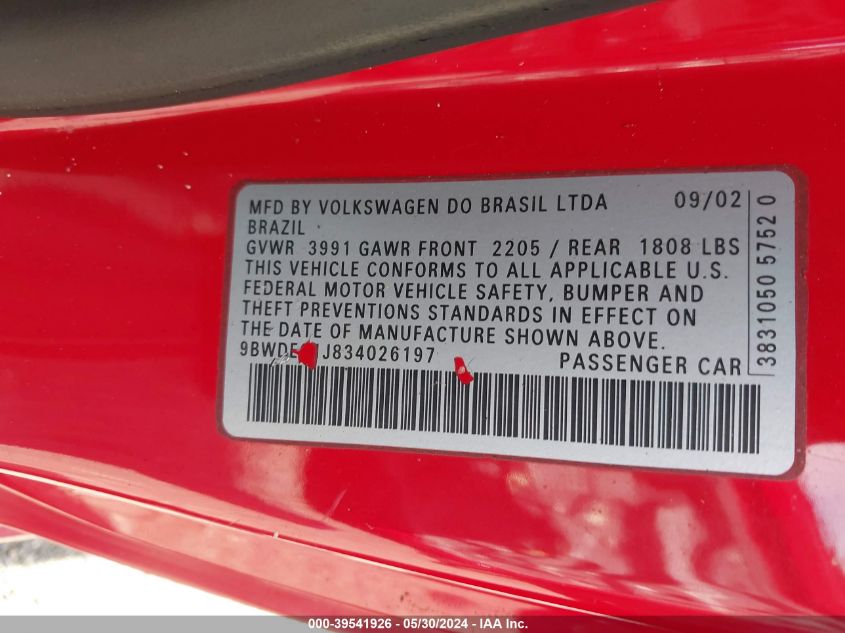 MFD BY VOLKSWAGEN DO BRASIL LTDA 09/02
BRAZIL
GVWR 3991 GAWR FRONT 2205 / REAR 1808 LBS
THIS VEHICLE CONFORMS TO ALL APPLICABLE U.S.
FEDERAL MOTOR VEHICLE SAFETY, BUMPER AND
THEFT PREVENTIONS STANDARDS IN EFFECT ON
THE DATE OF MANUFACTURE SHOWN ABOVE.
PASSENGER CAR
3831050 5752 0
000-39541926 - 05/30/2024 - IAA Inc.